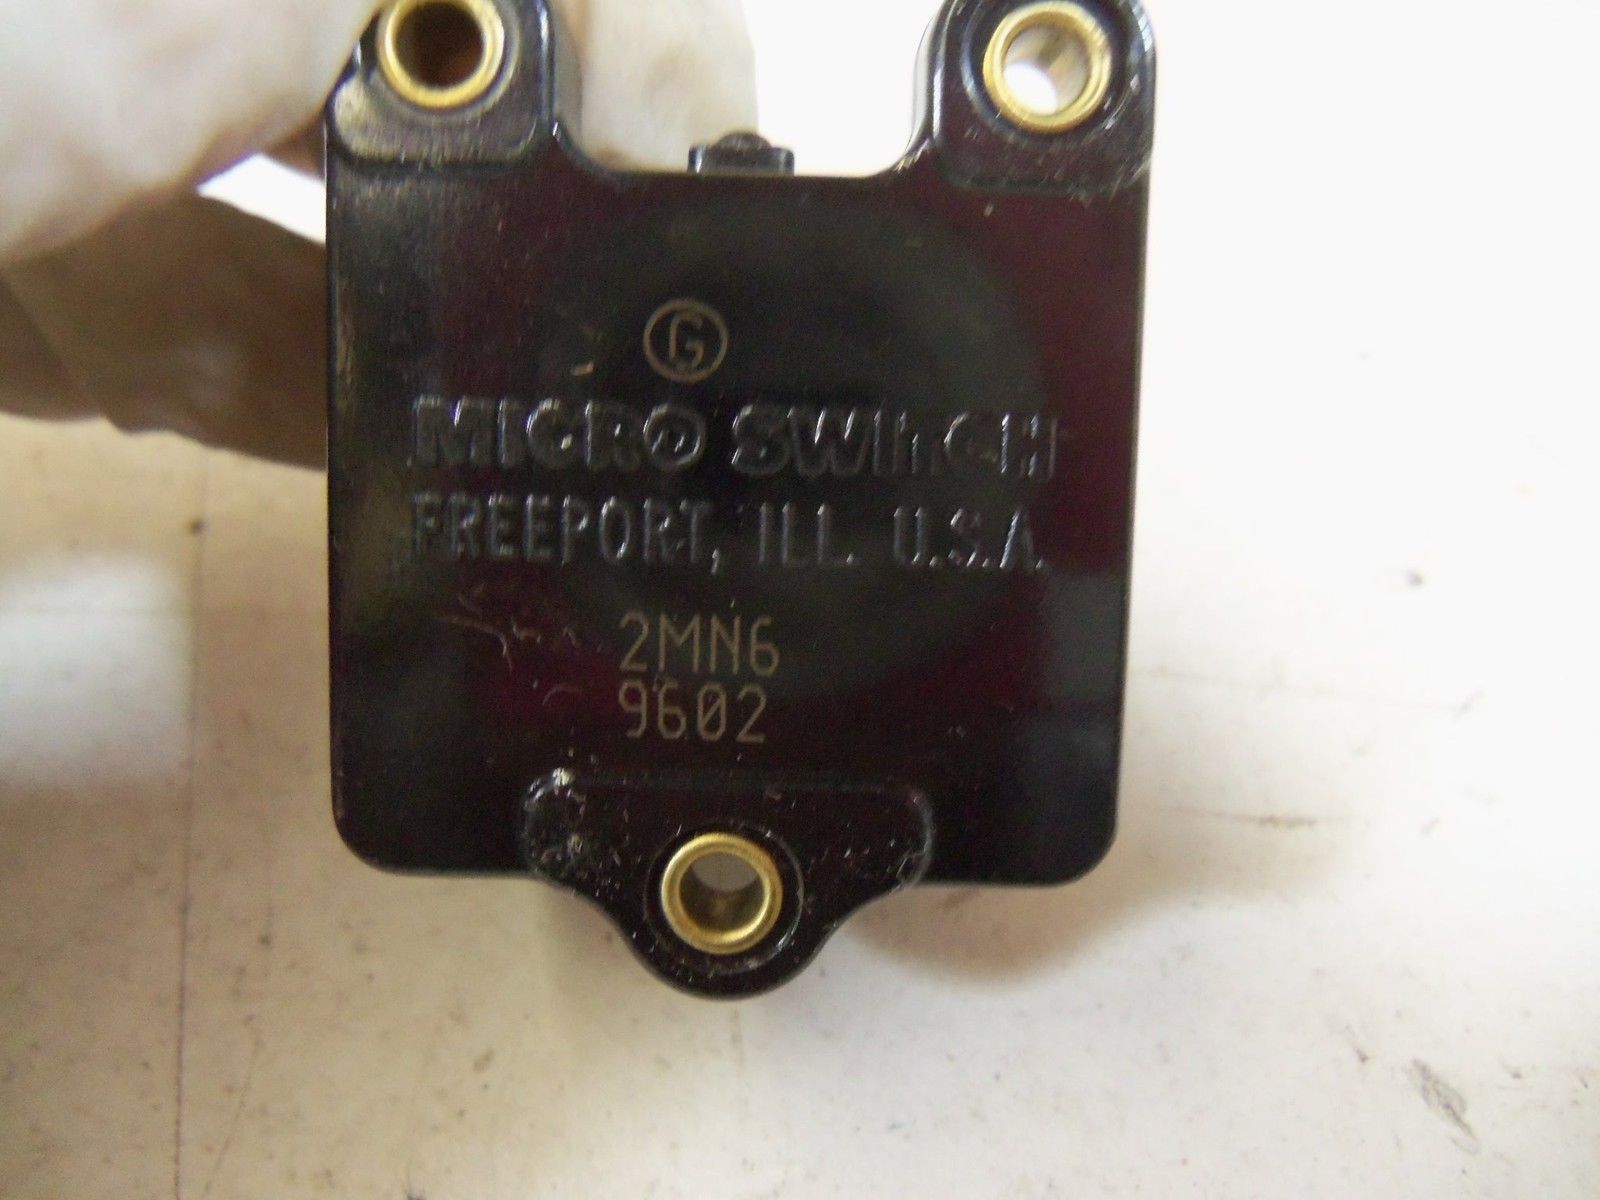 G
MICRO SWITCH
FREEPORT, ILL. U.S.A.
2MN6
9602